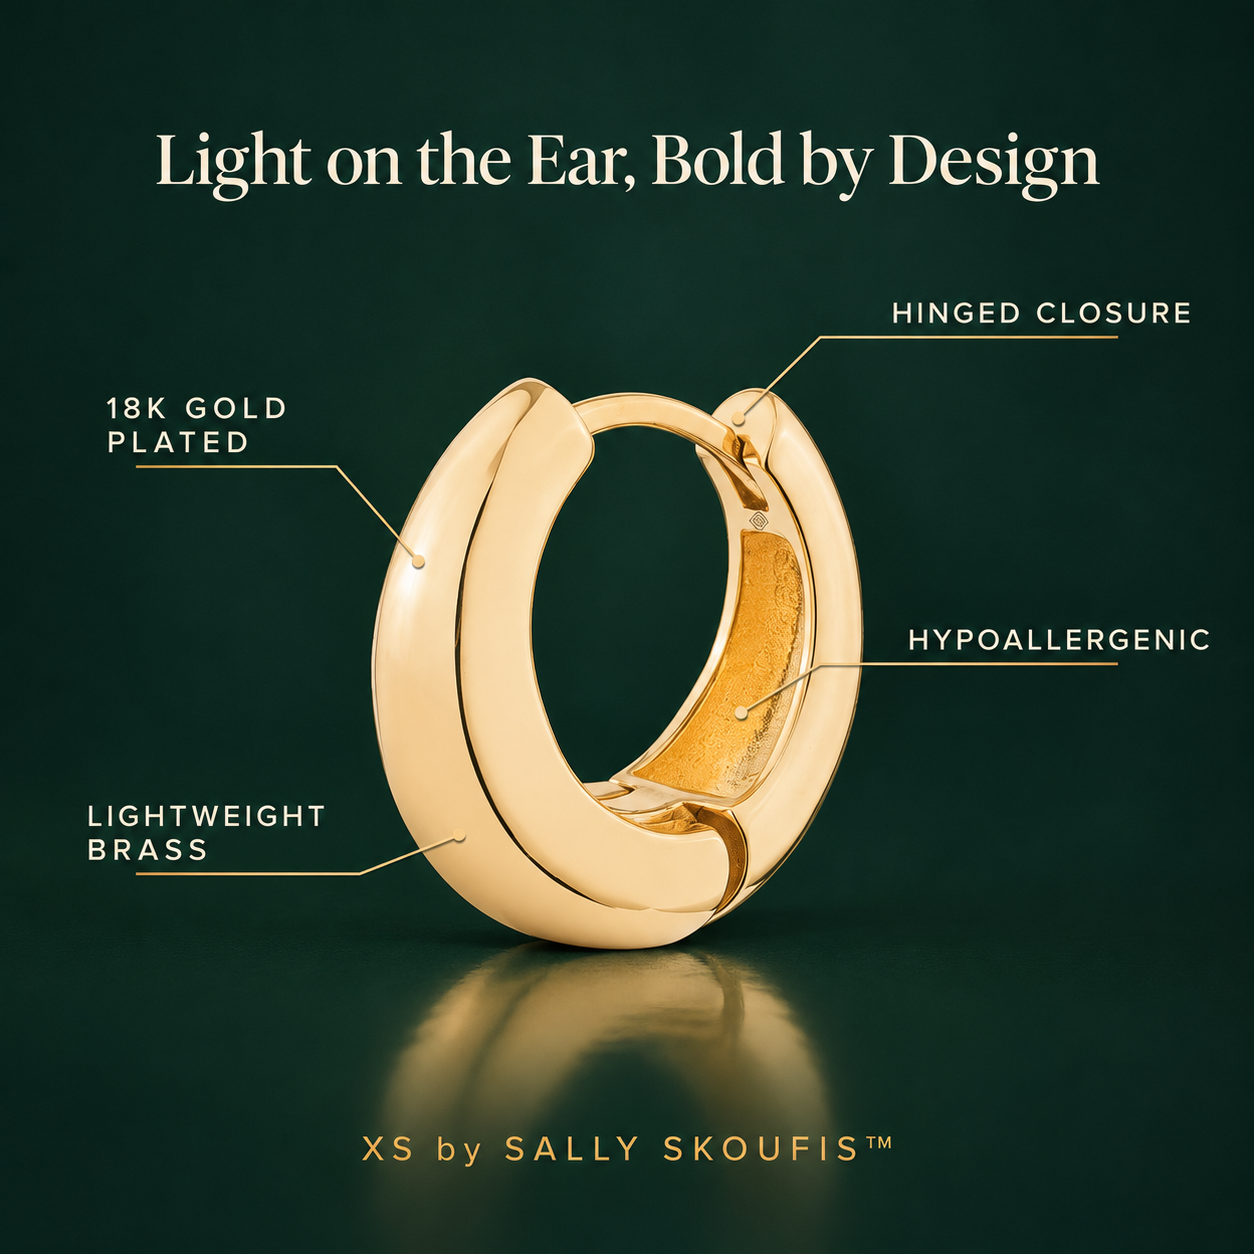 Light on the Ear, Bold by Design
HINGED CLOSURE
18K GOLD
PLATED
HYPOALLERGENIC
LIGHTWEIGHT
BRASS
XS by SALLY SKOUFIS™